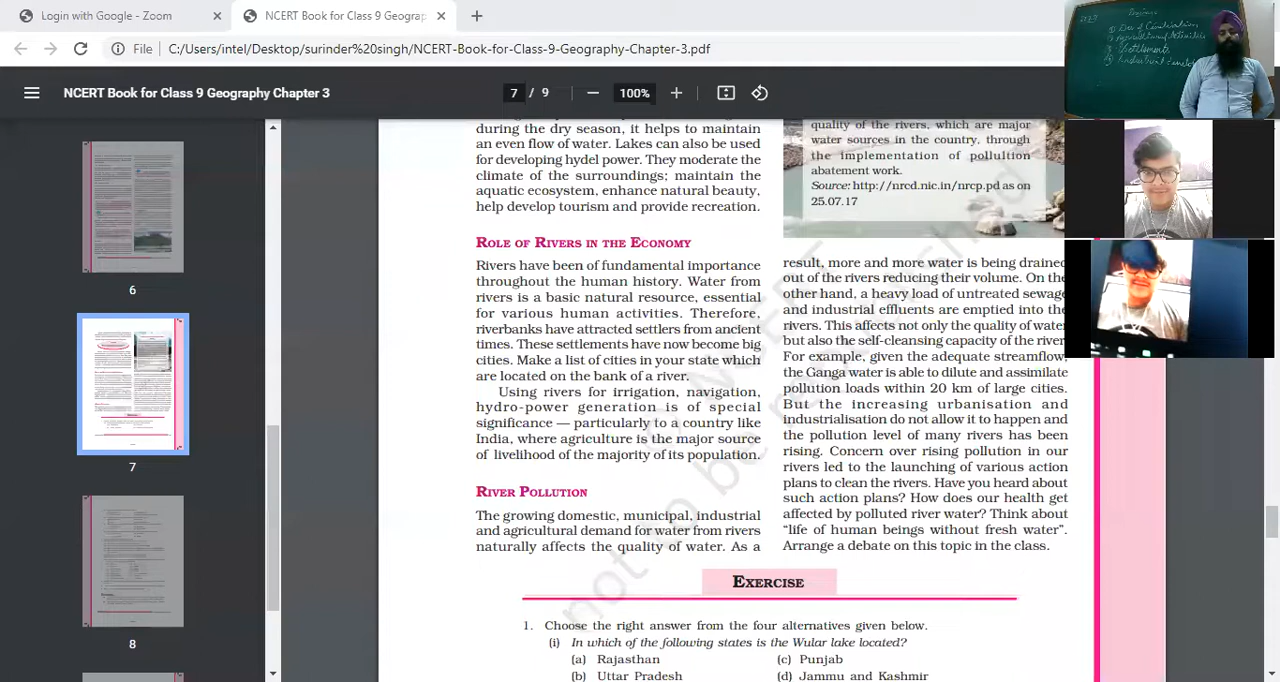 Login with Google - Zoom
NCERT Book for Class 9 Geograp
File
C:/Users/intel/Desktop/surinder%20singh/NCERT-Book-for-Class-9-Geography-Chapter-3.pdf
NCERT Book for Class 9 Geography Chapter 3
7 / 9
100%
6
7
8
during the dry season, it helps to maintain
an even flow of water. Lakes can also be used
for developing hydel power. They moderate the
climate of the surroundings; maintain the
aquatic ecosystem, enhance natural beauty,
help develop tourism and provide recreation.
ROLE OF RIVERS IN THE ECONOMY
Rivers have been of fundamental importance
throughout the human history. Water from
rivers is a basic natural resource, essential
for various human activities. Therefore,
riverbanks have attracted settlers from ancient
times. These settlements have now become big
cities. Make a list of cities in your state which
are located on the bank of a river.
Using rivers for irrigation, navigation,
hydro-power generation is of special
significance — particularly to a country like
India, where agriculture is the major source
of livelihood of the majority of its population.
RIVER POLLUTION
The growing domestic, municipal, industrial
and agricultural demand for water from rivers
naturally affects the quality of water. As a
quality of the rivers, which are major
water sources in the country, through
the implementation of pollultion
abatement work.
Source: http://nrcd.nic.in/nrcp.pd as on
25.07.17
result, more and more water is being drained
out of the rivers reducing their volume. On the
other hand, a heavy load of untreated sewage
and industrial effluents are emptied into the
rivers. This affects not only the quality of water
but also the self-cleansing capacity of the river.
For example, given the adequate streamflow,
the Ganga water is able to dilute and assimilate
pollution loads within 20 km of large cities.
But the increasing urbanisation and
industrialisation do not allow it to happen and
the pollution level of many rivers has been
rising. Concern over rising pollution in our
rivers led to the launching of various action
plans to clean the rivers. Have you heard about
such action plans? How does our health get
affected by polluted river water? Think about
“life of human beings without fresh water”.
Arrange a debate on this topic in the class.
EXERCISE
1. Choose the right answer from the four alternatives given below.
(i) In which of the following states is the Wular lake located?
(a) Rajasthan (c) Punjab
(b) Uttar Pradesh (d) Jammu and Kashmir
not to be